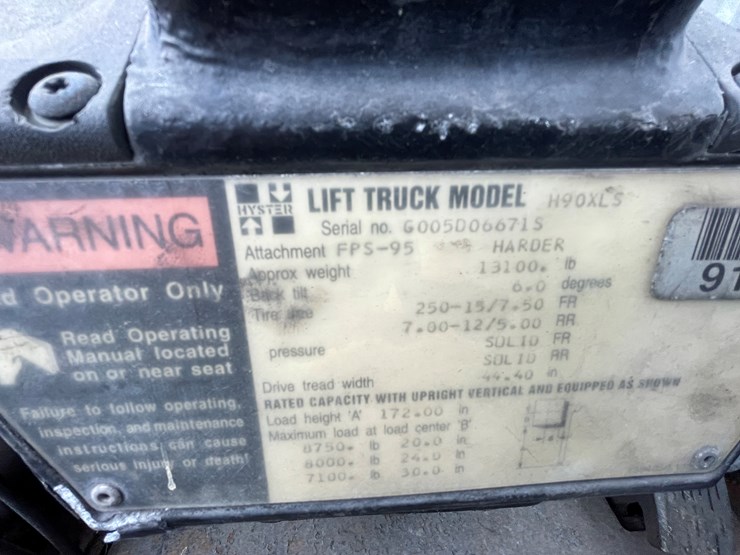 WARNING
d Operator Only
Read Operating
Manual located
on or near seat
Failure to follow operating,
inspection, and maintenance
instructions can cause
serious injury or death!
HYSTER
LIFT TRUCK MODEL H90XLS
Serial no. G005D06671S
Attachment FPS-95 HARDER
Approx weight 13100. lb
Back tilt 6.0 degrees
Tire size 250-15/7.50 FR
7.00-12/5.00 RR
pressure SOLID FR
SOLID RR
Drive tread width 44.40 in
RATED CAPACITY WITH UPRIGHT VERTICAL AND EQUIPPED AS SHOWN
Load height 'A' 172.00 in
Maximum load at load center 'B'
8750. lb 20.0 in
8000. lb 24.0 in
7100. lb 30.0 in
91